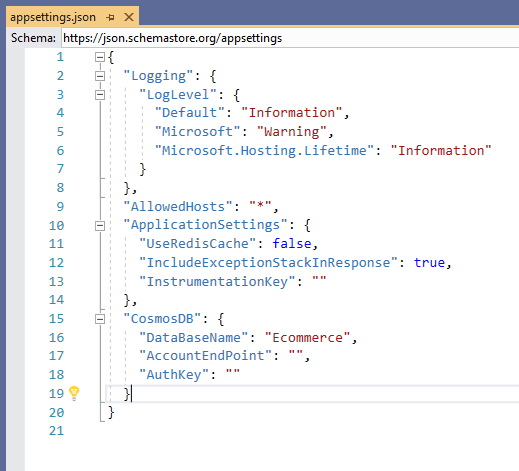 appsettings.json
Schema: https://json.schemastore.org/appsettings
1 {
2 "Logging": {
3 "LogLevel": {
4 "Default": "Information",
5 "Microsoft": "Warning",
6 "Microsoft.Hosting.Lifetime": "Information"
7 }
8 },
9 "AllowedHosts": "*",
10 "ApplicationSettings": {
11 "UseRedisCache": false,
12 "IncludeExceptionStackInResponse": true,
13 "InstrumentationKey": ""
14 },
15 "CosmosDB": {
16 "DataBaseName": "Ecommerce",
17 "AccountEndPoint": "",
18 "AuthKey": ""
19 }
20 }
21